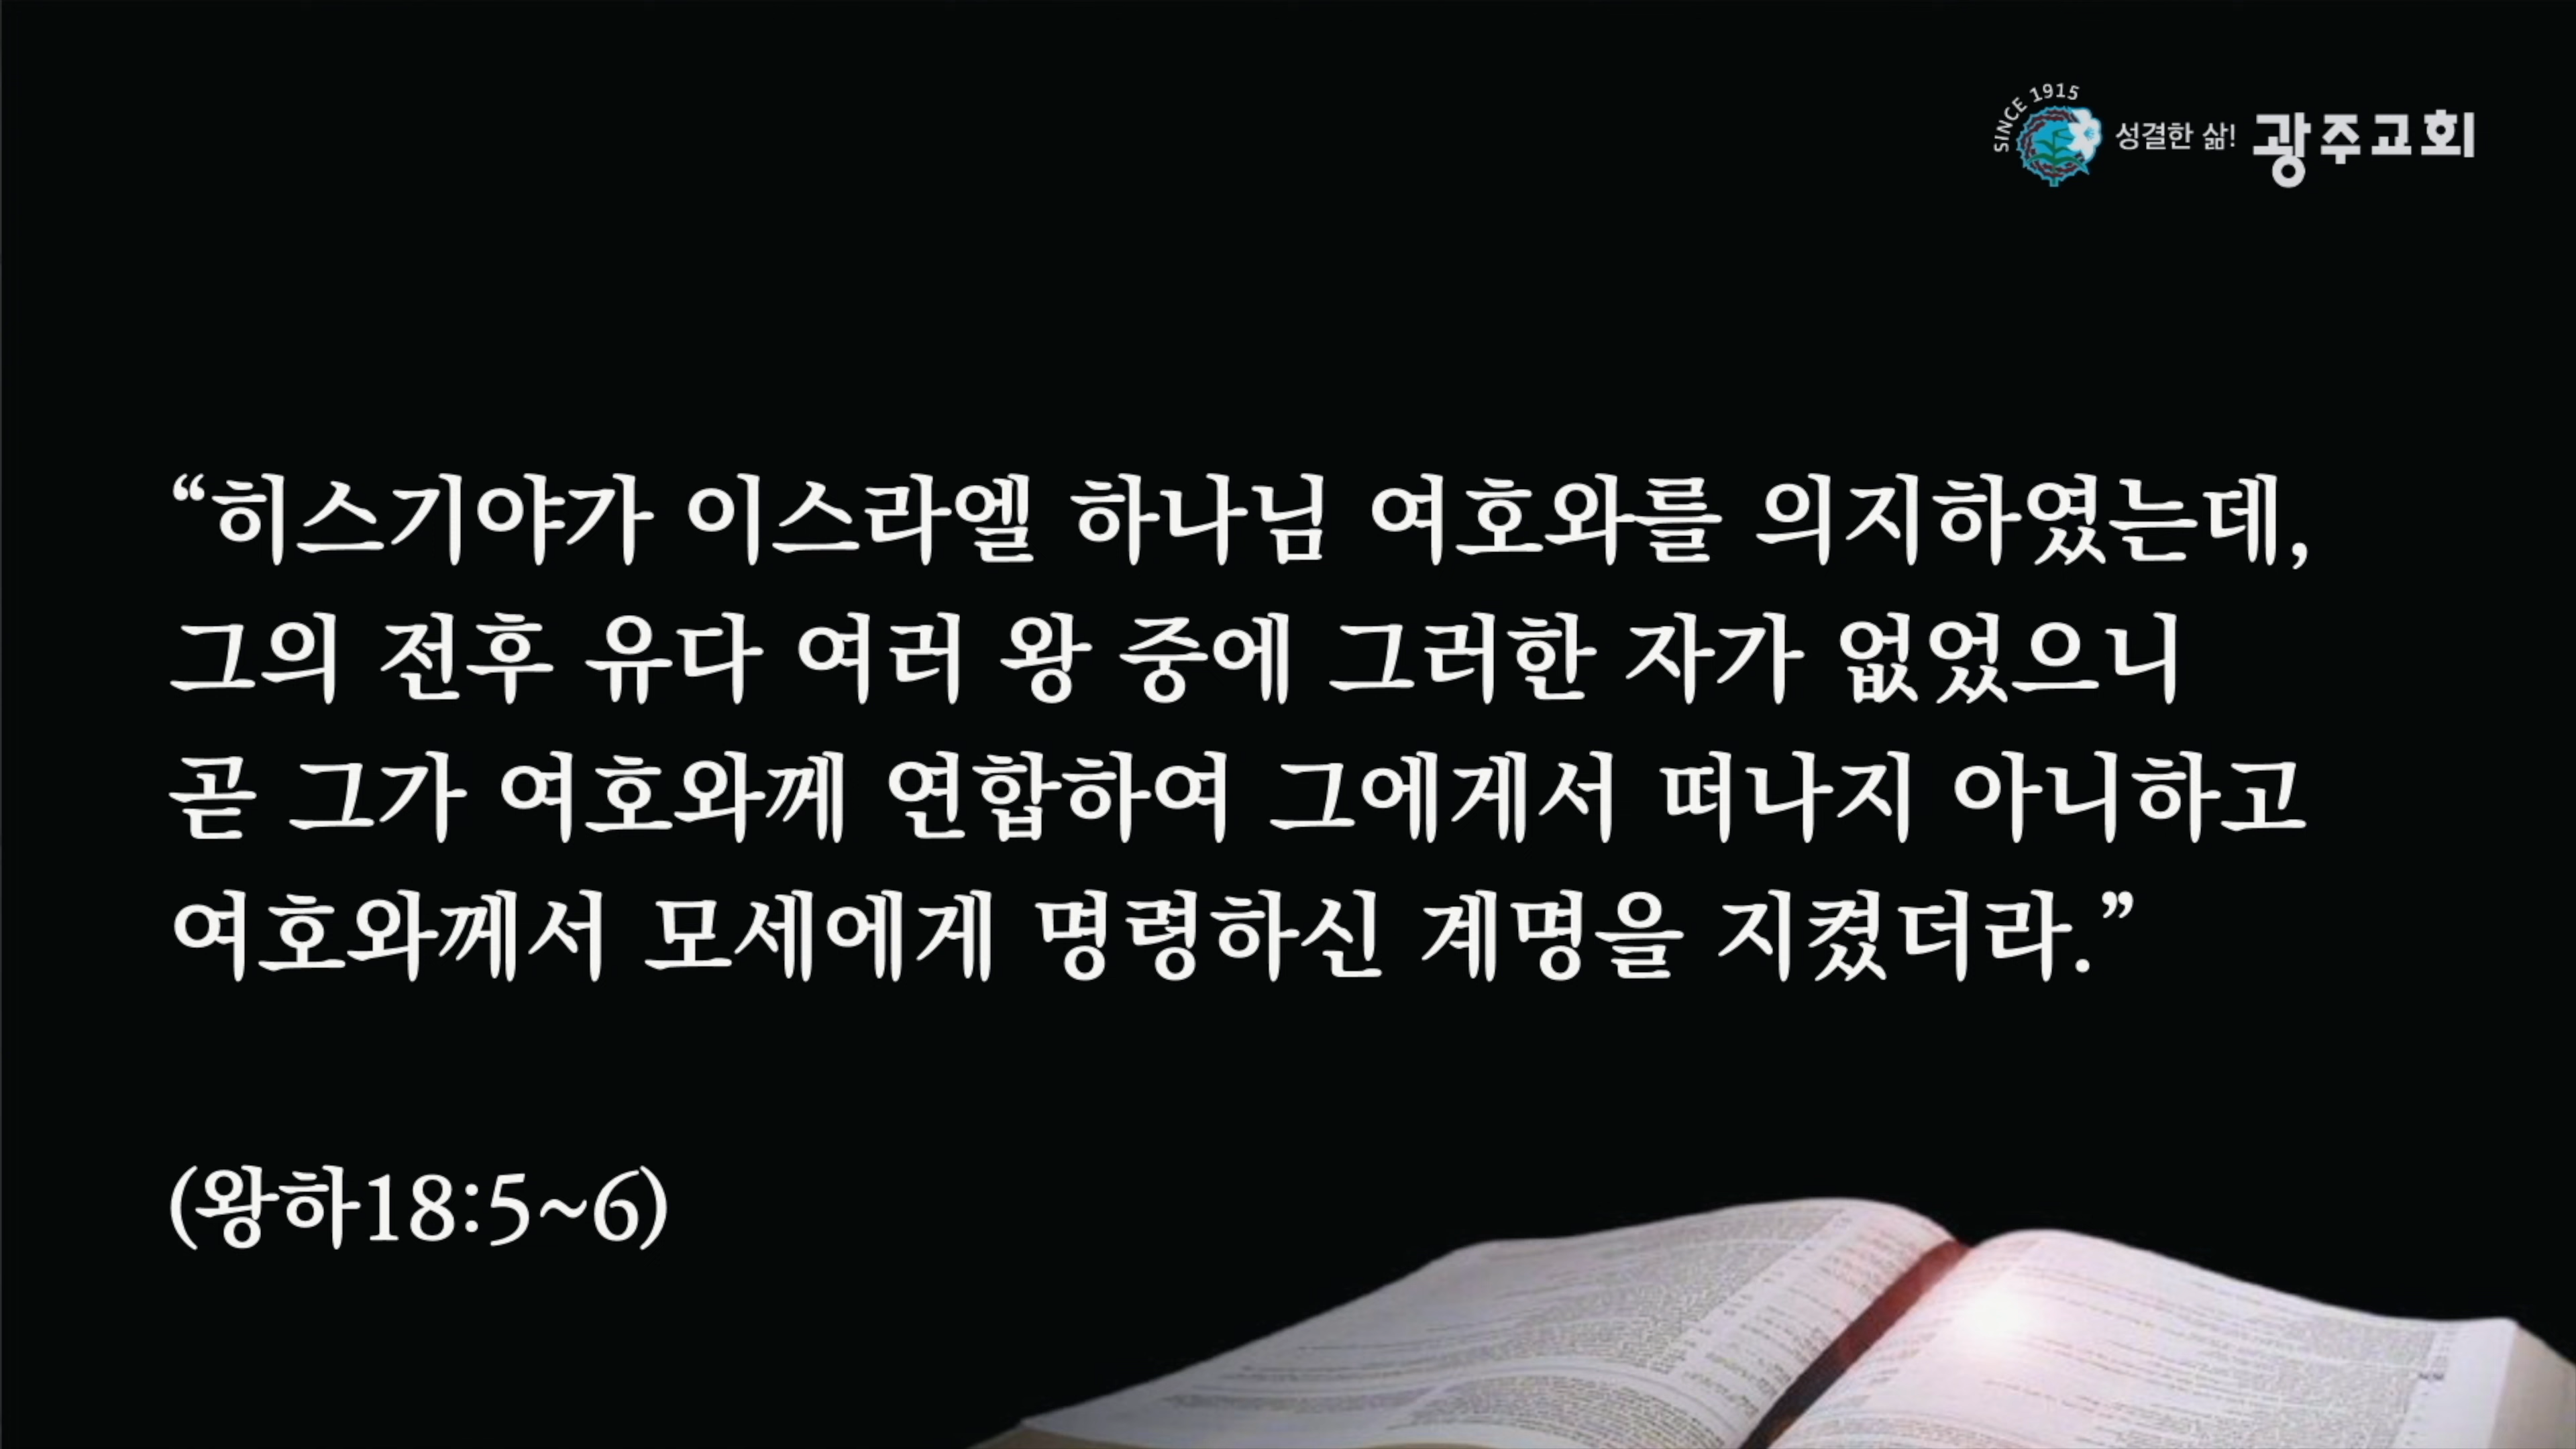 SINCE 1915
성결한 삶! 광주교회
“히스기야가 이스라엘 하나님 여호와를 의지하였는데,
그의 전후 유다 여러 왕 중에 그러한 자가 없었으니
곧 그가 여호와께 연합하여 그에게서 떠나지 아니하고
여호와께서 모세에게 명령하신 계명을 지켰더라.”
(왕하18:5~6)